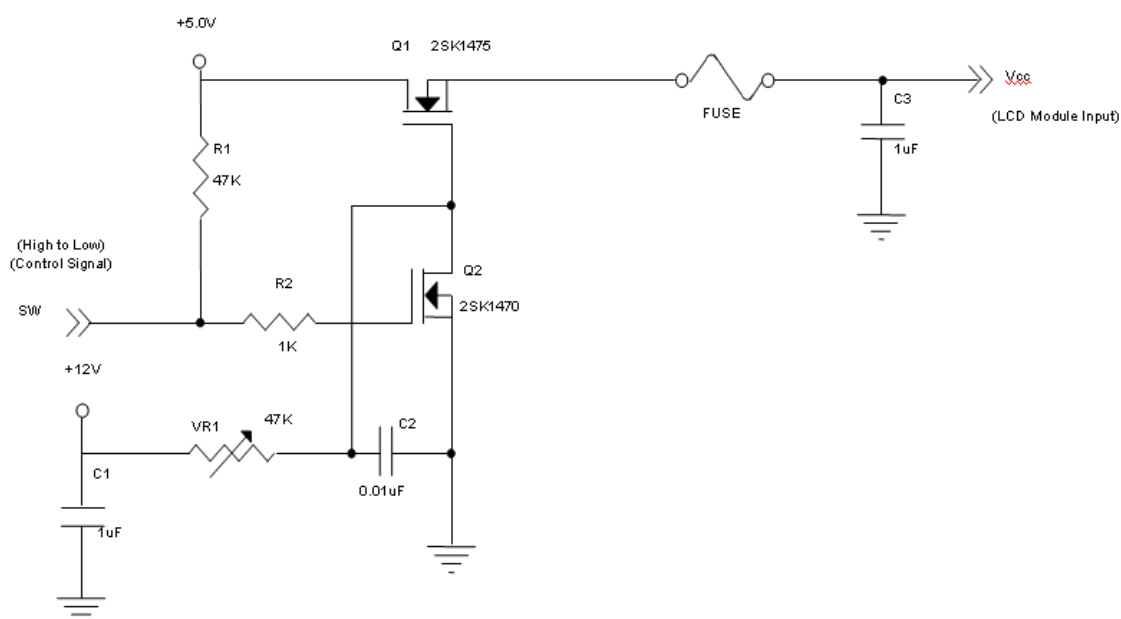 +5.0V
Q1 2SK1475
FUSE
C3
1uF
Vcc
(LCD Module Input)
R1
47K
(High to Low)
(Control Signal)
SW
R2
1K
Q2
2SK1470
+12V
VR1
47K
C2
0.01uF
C1
1uF